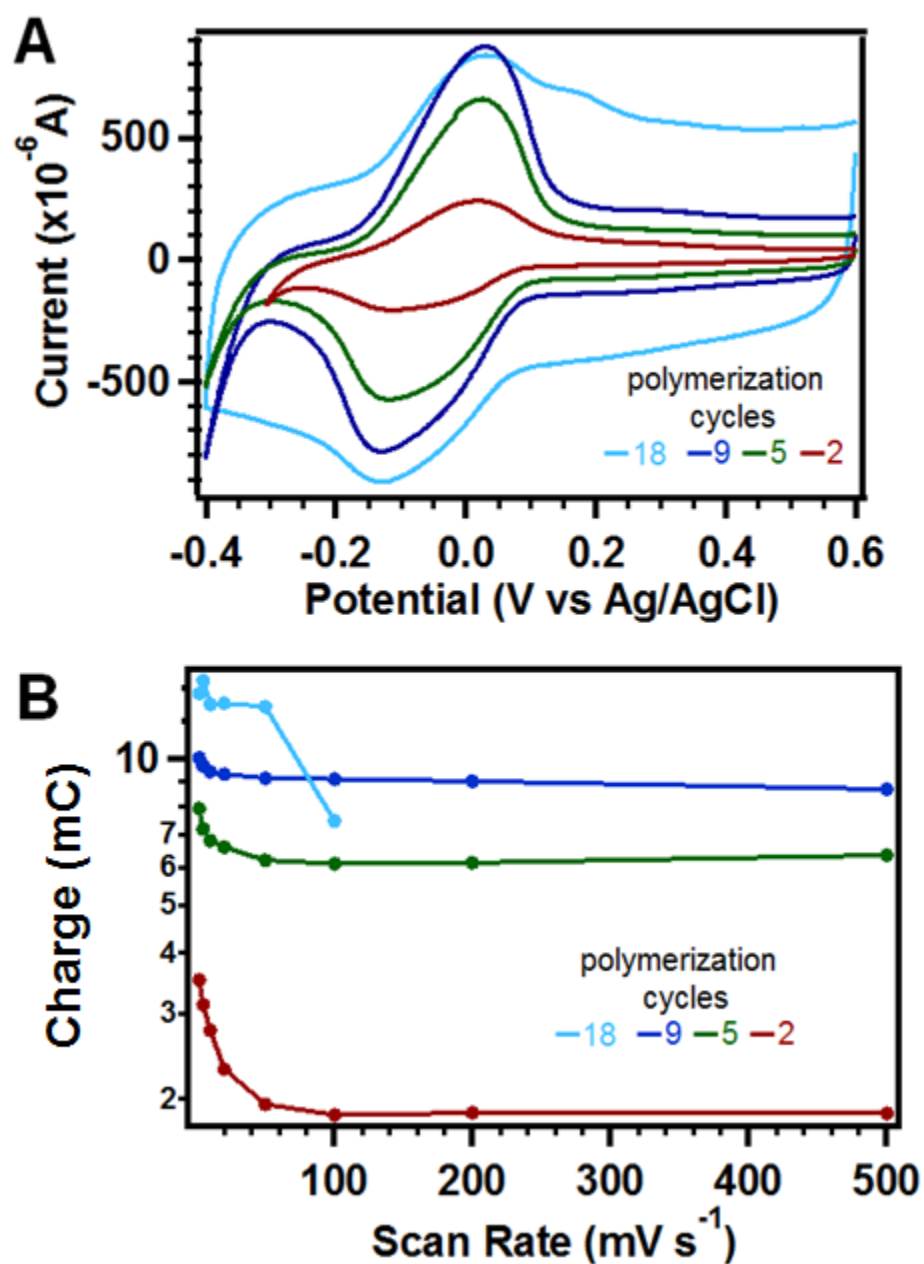 A
Current (x10⁻⁶ A)
500
0
-500
polymerization
cycles
18 9 5 2
-0.4 -0.2 0.0 0.2 0.4 0.6
Potential (V vs Ag/AgCl)
B
Charge (mC)
10
7
6
5
4
3
2
polymerization
cycles
18 9 5 2
100 200 300 400 500
Scan Rate (mV s⁻¹)